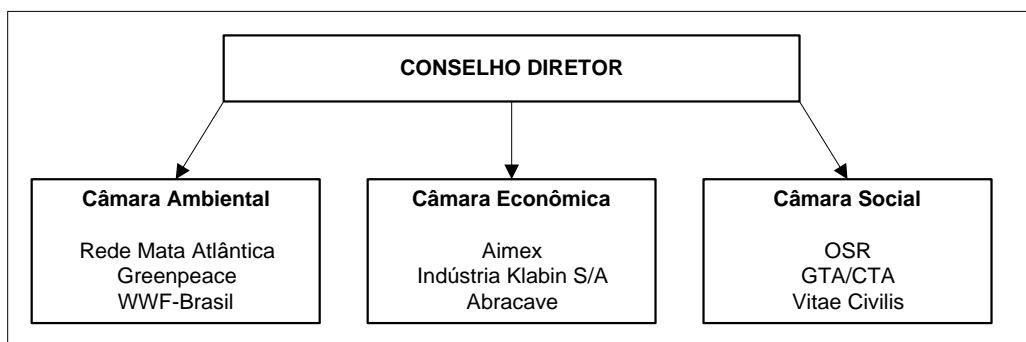 CONSELHO DIRETOR
Câmara Ambiental
Rede Mata Atlântica
Greenpeace
WWF-Brasil
Câmara Econômica
Aimex
Indústria Klabin S/A
Abracave
Câmara Social
OSR
GTA/CTA
Vitae Civilis